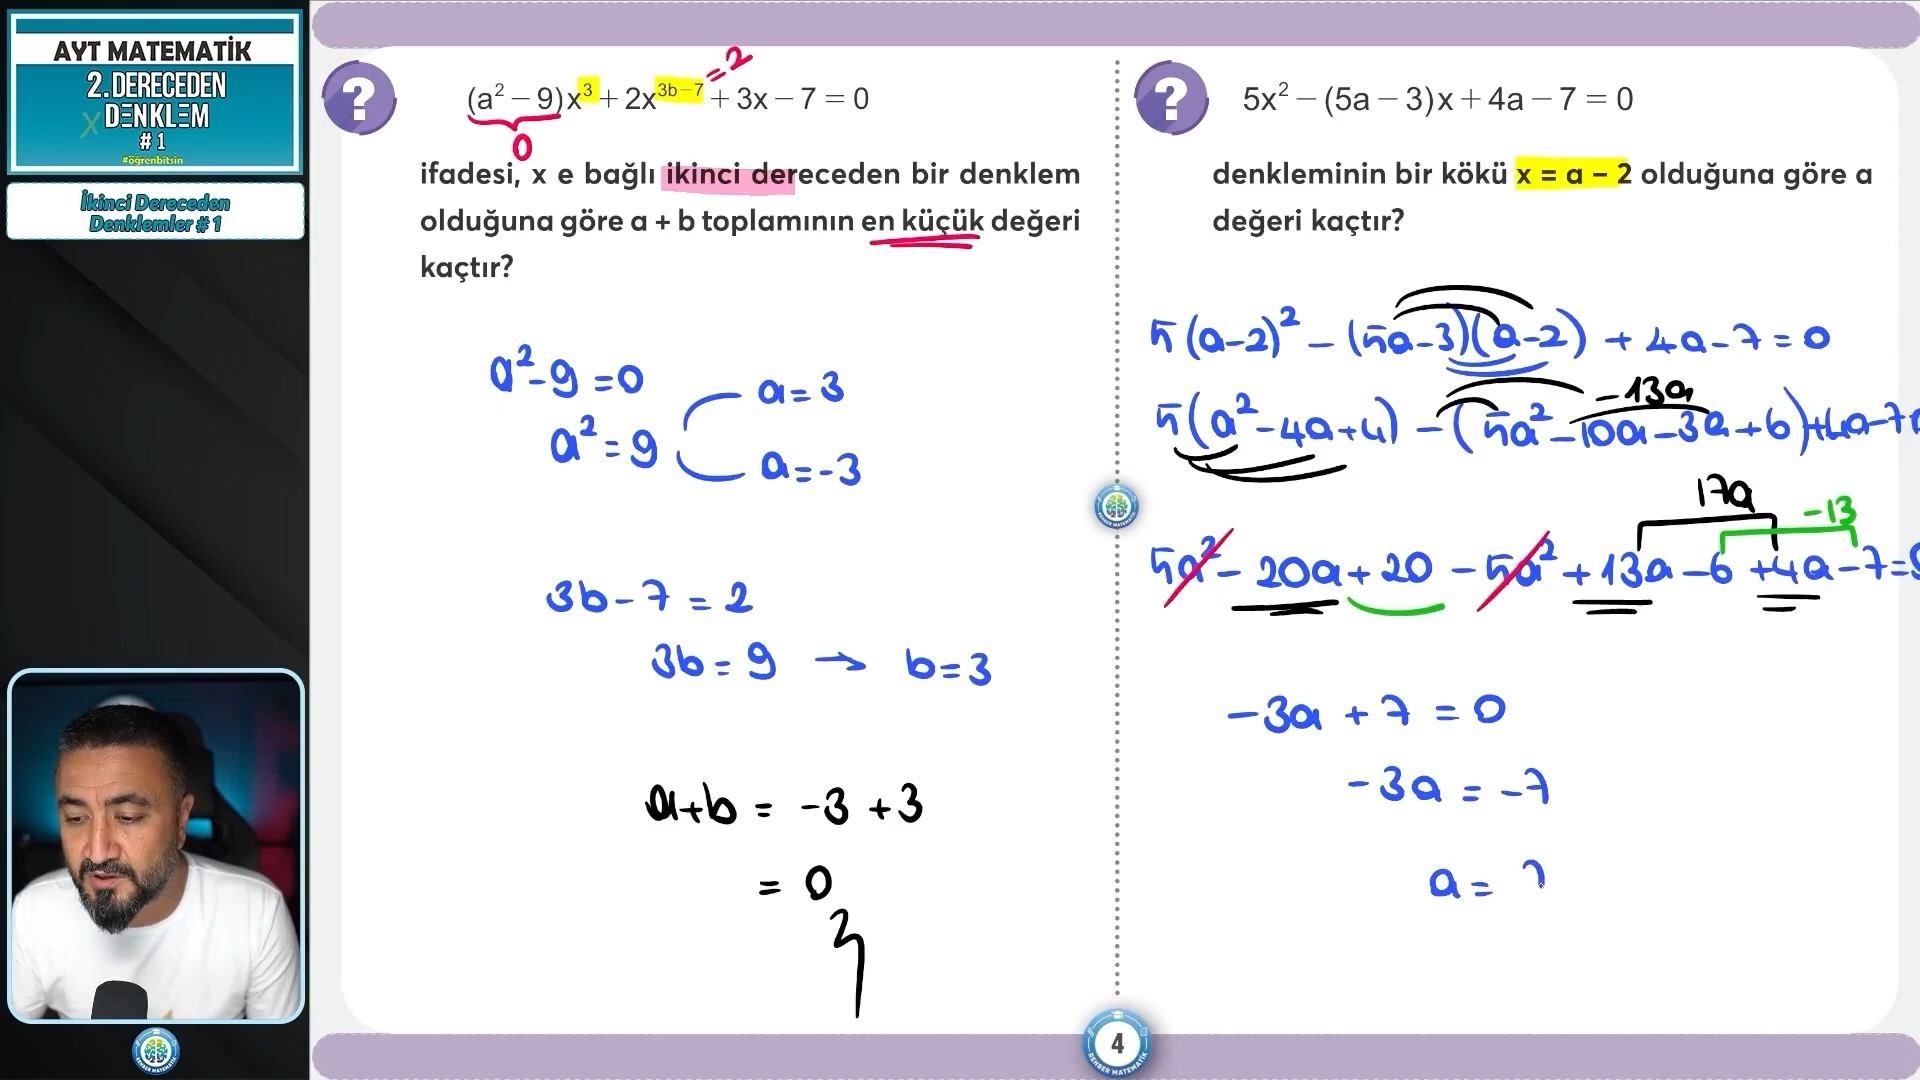 AYT MATEMATİK
2. DERECEDEN
DENKLEM
# 1
#öğrenbitsin
İkinci Dereceden
Denklemler # 1
(a² − 9)x³ + 2x³ᵇ⁻⁷ + 3x − 7 = 0
= 2
0
ifadesi, x e bağlı ikinci dereceden bir denklem
olduğuna göre a + b toplamının en küçük değeri
kaçtır?
a² - 9 = 0
a² = 9
a = 3
a = -3
3b - 7 = 2
3b = 9 → b = 3
a+b = -3 + 3
= 0
5x² − (5a − 3)x + 4a − 7 = 0
denkleminin bir kökü x = a − 2 olduğuna göre a
değeri kaçtır?
5(a-2)² - (5a-3)(a-2) + 4a - 7 = 0
-13a
5(a² - 4a + 4) - (5a² - 10a - 3a + 6) + 4a - 7
17a
-13
5a² - 20a + 20 - 5a² + 13a - 6 + 4a - 7 =
-3a + 7 = 0
-3a = -7
a =
4
REHBER MATEMATİK